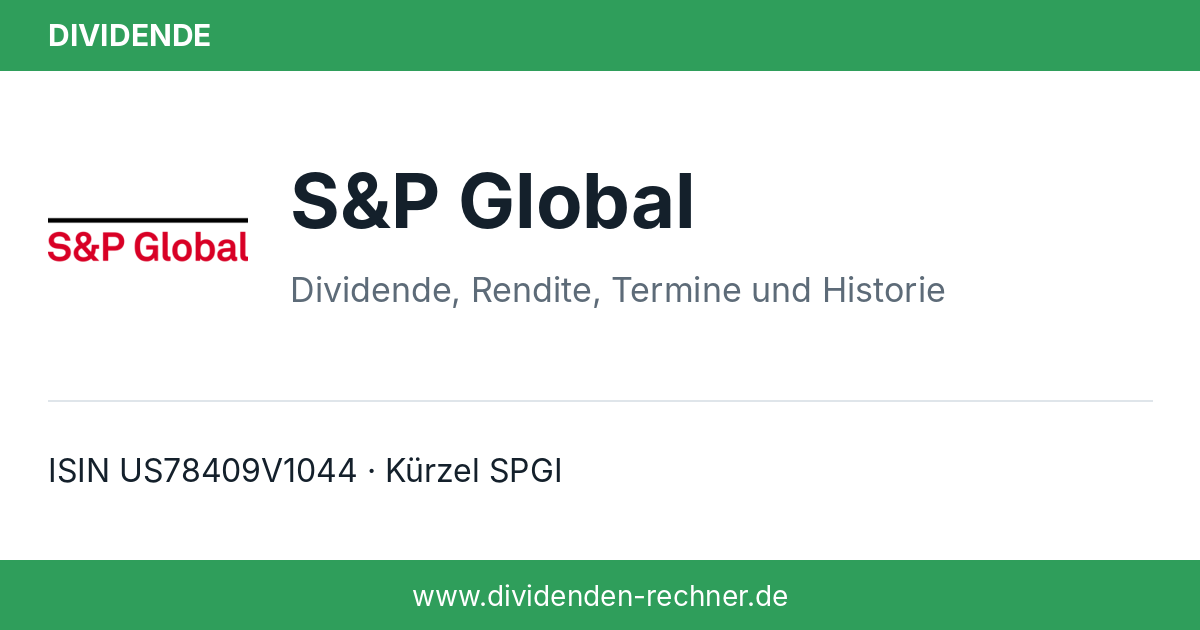 DIVIDENDE
S&P Global
S&P Global
Dividende, Rendite, Termine und Historie
ISIN US78409V1044 · Kürzel SPGI
www.dividenden-rechner.de